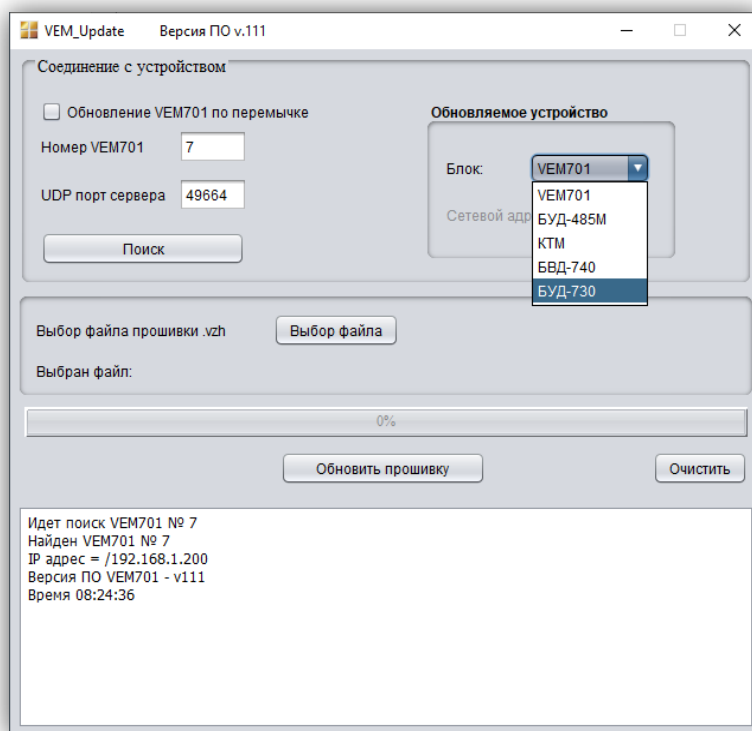 VEM_Update Версия ПО v.111
Соединение с устройством
Обновление VEM701 по перемычке
Номер VEM701 7
UDP порт сервера 49664
Поиск
Обновляемое устройство
Блок: VEM701
VEM701
БУД-485М
Сетевой адр
КТМ
БВД-740
БУД-730
Выбор файла прошивки .vzh Выбор файла
Выбран файл:
0%
Обновить прошивку Очистить
Идет поиск VEM701 № 7
Найден VEM701 № 7
IP адрес = /192.168.1.200
Версия ПО VEM701 - v111
Время 08:24:36